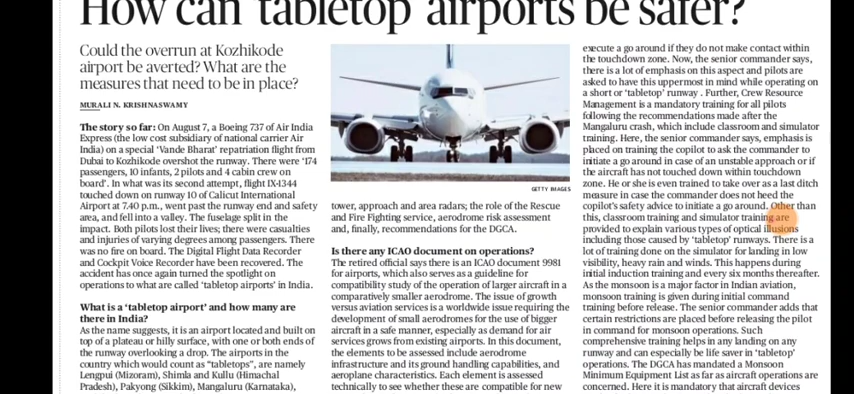 How can 'tabletop' airports be safer?
Could the overrun at Kozhikode
airport be averted? What are the
measures that need to be in place?
MURALI N. KRISHNASWAMY
The story so far: On August 7, a Boeing 737 of Air India
Express (the low cost subsidiary of national carrier Air
India) on a special 'Vande Bharat' repatriation flight from
Dubai to Kozhikode overshot the runway. There were '174
passengers, 10 infants, 2 pilots and 4 cabin crew on
board'. In what was its second attempt, flight IX-1344
touched down on runway 10 of Calicut International
Airport at 7.40 p.m., went past the runway end and safety
area, and fell into a valley. The fuselage split in the
impact. Both pilots lost their lives; there were casualties
and injuries of varying degrees among passengers. There
was no fire on board. The Digital Flight Data Recorder
and Cockpit Voice Recorder have been recovered. The
accident has once again turned the spotlight on
operations to what are called 'tabletop airports' in India.
What is a 'tabletop airport' and how many are
there in India?
As the name suggests, it is an airport located and built on
top of a plateau or hilly surface, with one or both ends of
the runway overlooking a drop. The airports in the
country which would count as "tabletops", are namely
Lengpui (Mizoram), Shimla and Kullu (Himachal
Pradesh), Pakyong (Sikkim), Mangaluru (Karnataka),
GETTY IMAGES
tower, approach and area radars; the role of the Rescue
and Fire Fighting service, aerodrome risk assessment
and, finally, recommendations for the DGCA.
Is there any ICAO document on operations?
The retired official says there is an ICAO document 9981
for airports, which also serves as a guideline for
compatibility study of the operation of larger aircraft in a
comparatively smaller aerodrome. The issue of growth
versus aviation services is a worldwide issue requiring the
development of small aerodromes for the use of bigger
aircraft in a safe manner, especially as demand for air
services grows from existing airports. In this document,
the elements to be assessed include aerodrome
infrastructure and its ground handling capabilities, and
aeroplane characteristics. Each element is assessed
technically to see whether these are compatible for new
execute a go around if they do not make contact within
the touchdown zone. Now, the senior commander says,
there is a lot of emphasis on this aspect and pilots are
asked to have this uppermost in mind while operating on
a short or 'tabletop' runway . Further, Crew Resource
Management is a mandatory training for all pilots
following the recommendations made after the
Mangaluru crash, which include classroom and simulator
training. Here, the senior commander says, emphasis is
placed on training the copilot to ask the commander to
initiate a go around in case of an unstable approach or if
the aircraft has not touched down within touchdown
zone. He or she is even trained to take over as a last ditch
measure in case the commander does not heed the
copilot's safety advice to initiate a go around. Other than
this, classroom training and simulator training are
provided to explain various types of optical illusions
including those caused by 'tabletop' runways. There is a
lot of training done on the simulator for landing in low
visibility, heavy rain and winds. This happens during
initial induction training and every six months thereafter.
As the monsoon is a major factor in Indian aviation,
monsoon training is given during initial command
training before release. The senior commander adds that
certain restrictions are placed before releasing the pilot
in command for monsoon operations. Such
comprehensive training helps in any landing on any
runway and can especially be life saver in 'tabletop'
operations. The DGCA has mandated a Monsoon
Minimum Equipment List as far as aircraft operations are
concerned. Here it is mandatory that aircraft devices